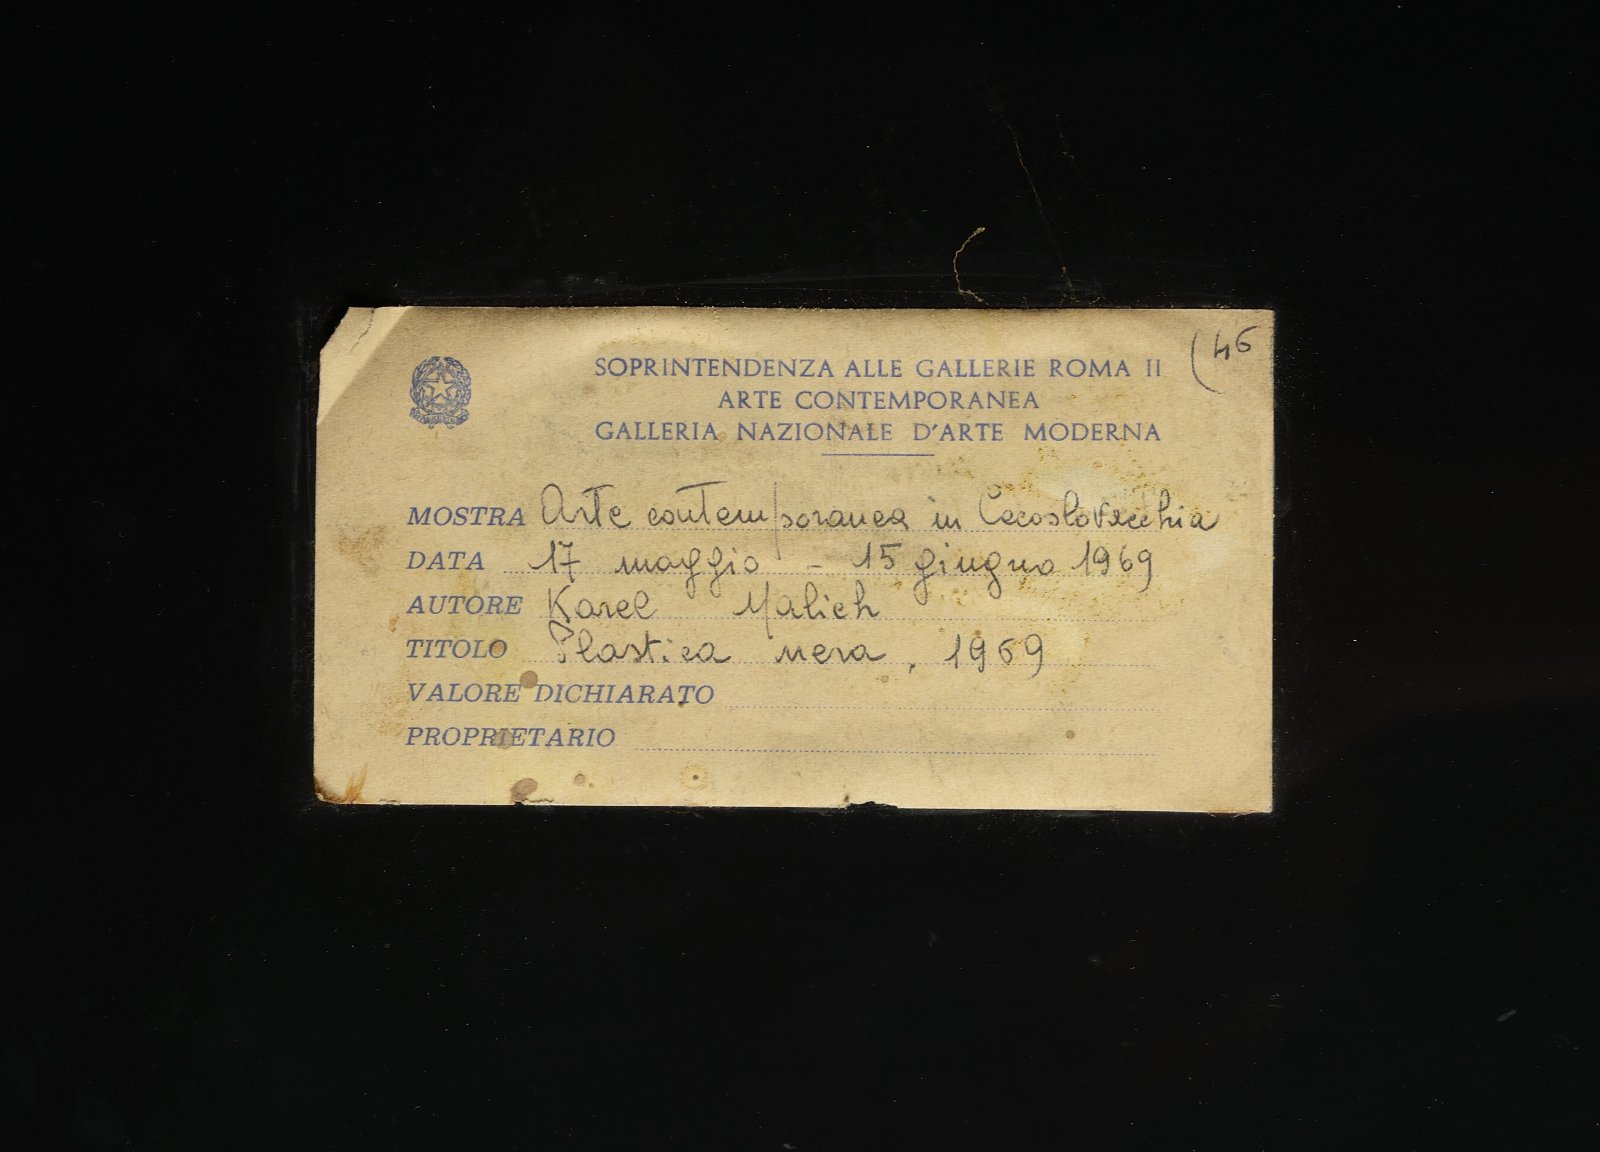 SOPRINTENDENZA ALLE GALLERIE ROMA II
(46
ARTE CONTEMPORANEA
GALLERIA NAZIONALE D'ARTE MODERNA
MOSTRA Arte contemporanea in Cecoslovacchia
DATA 17 maggio - 15 giugno 1969
AUTORE Karel Malich
TITOLO Plastica nera, 1969
VALORE DICHIARATO
PROPRIETARIO